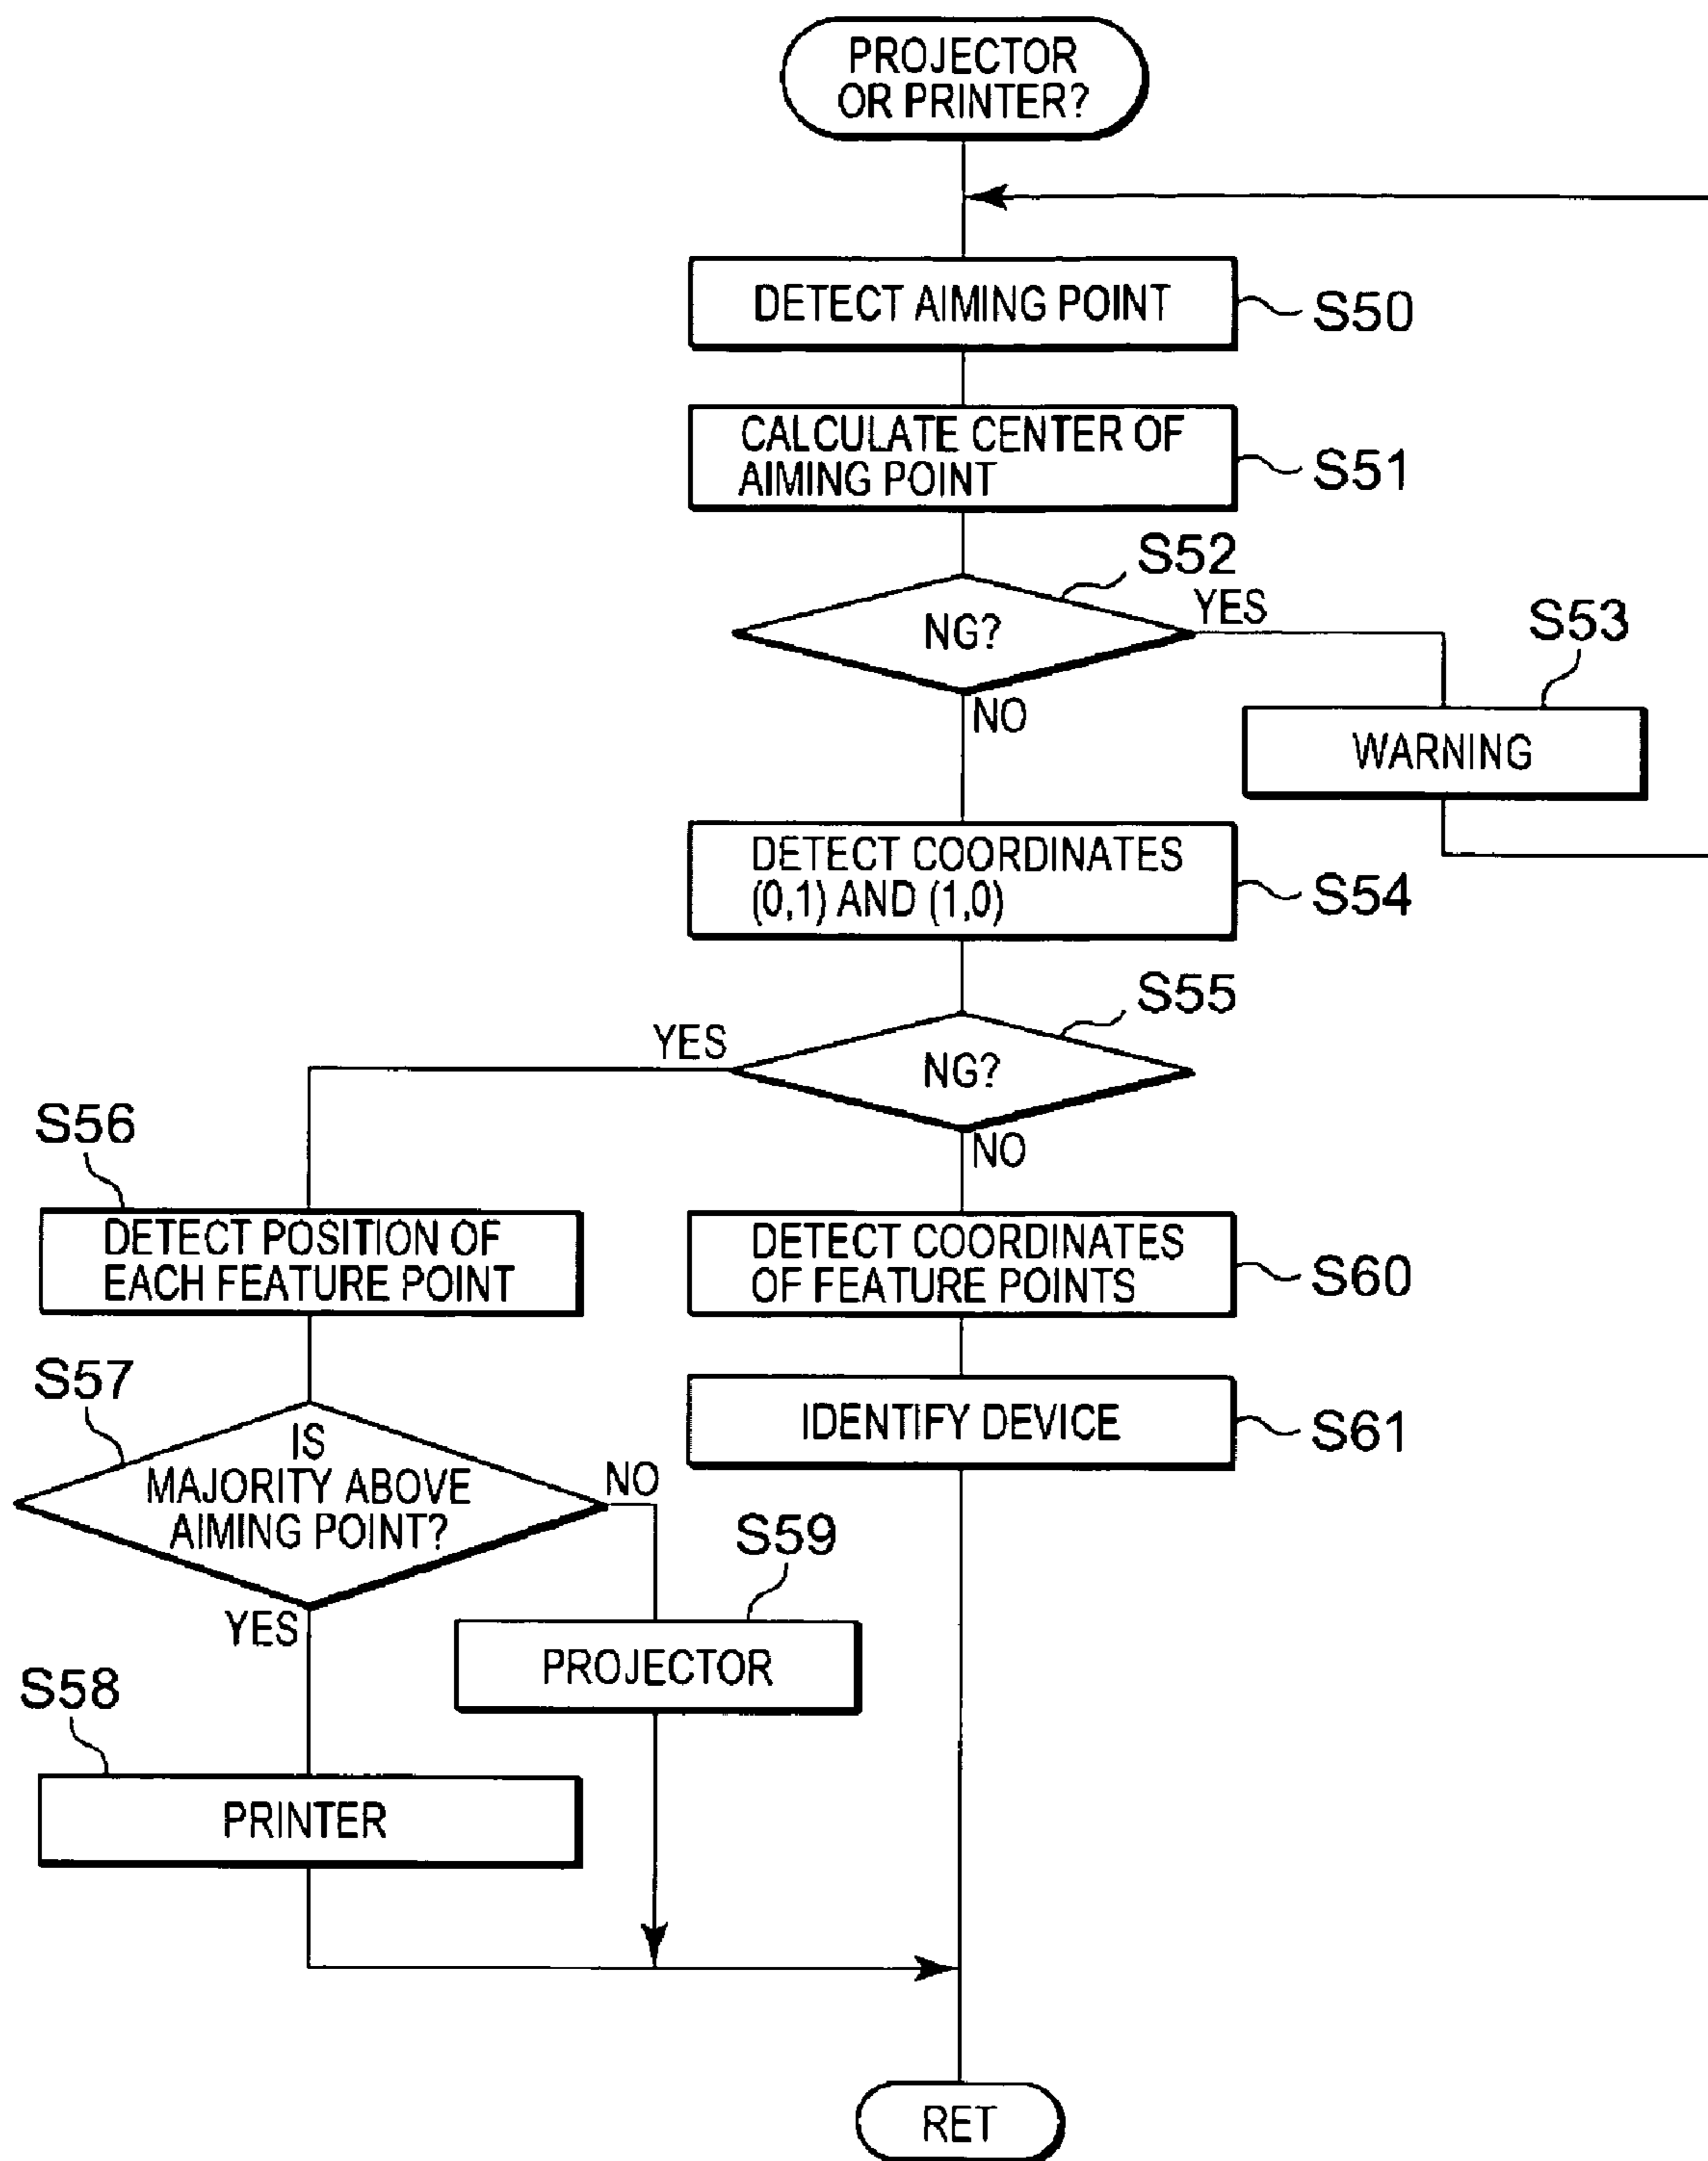 PROJECTOR
OR PRINTER?
DETECT AIMING POINT
S50
CALCULATE CENTER OF
AIMING POINT
S51
S52
NG?
YES
NO
S53
WARNING
DETECT COORDINATES
(0,1) AND (1,0)
S54
S55
NG?
YES
NO
S56
DETECT POSITION OF
EACH FEATURE POINT
DETECT COORDINATES
OF FEATURE POINTS
S60
S57
IS
MAJORITY ABOVE
AIMING POINT?
NO
YES
IDENTIFY DEVICE
S61
S59
PROJECTOR
S58
PRINTER
RET